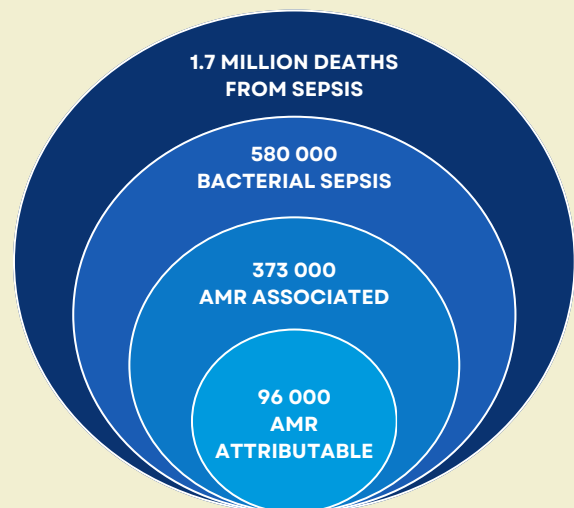 1.7 MILLION DEATHS
FROM SEPSIS
580 000
BACTERIAL SEPSIS
373 000
AMR ASSOCIATED
96 000
AMR
ATTRIBUTABLE